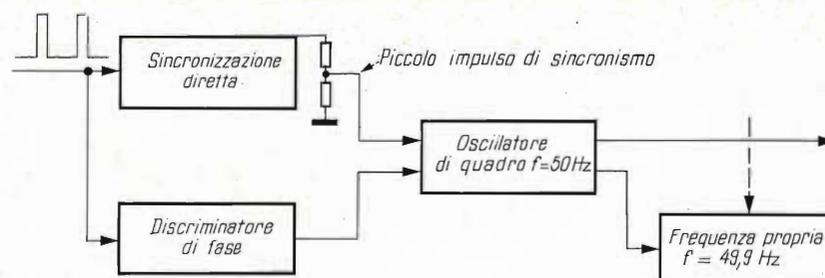 Sincronizzazione
diretta
Piccolo impulso di sincronismo
Oscillatore
di quadro f=50Hz
Discriminatore
di fase
Frequenza propria
f = 49,9 Hz